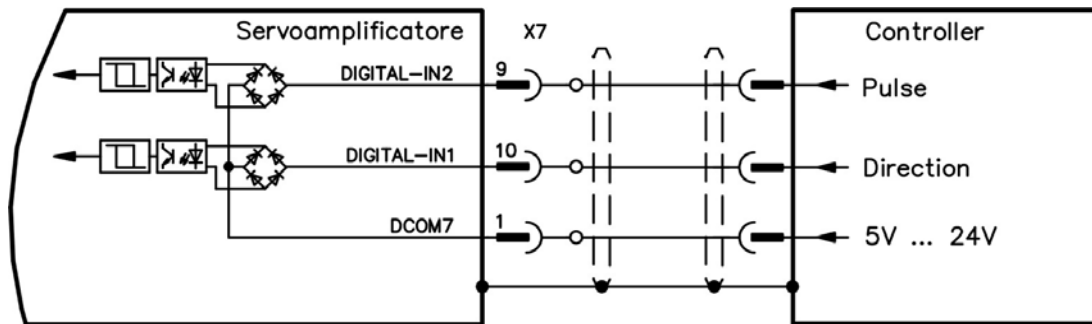 Servoamplificatore X7 Controller
DIGITAL-IN2 9 Pulse
DIGITAL-IN1 10 Direction
DCOM7 1 5V ... 24V